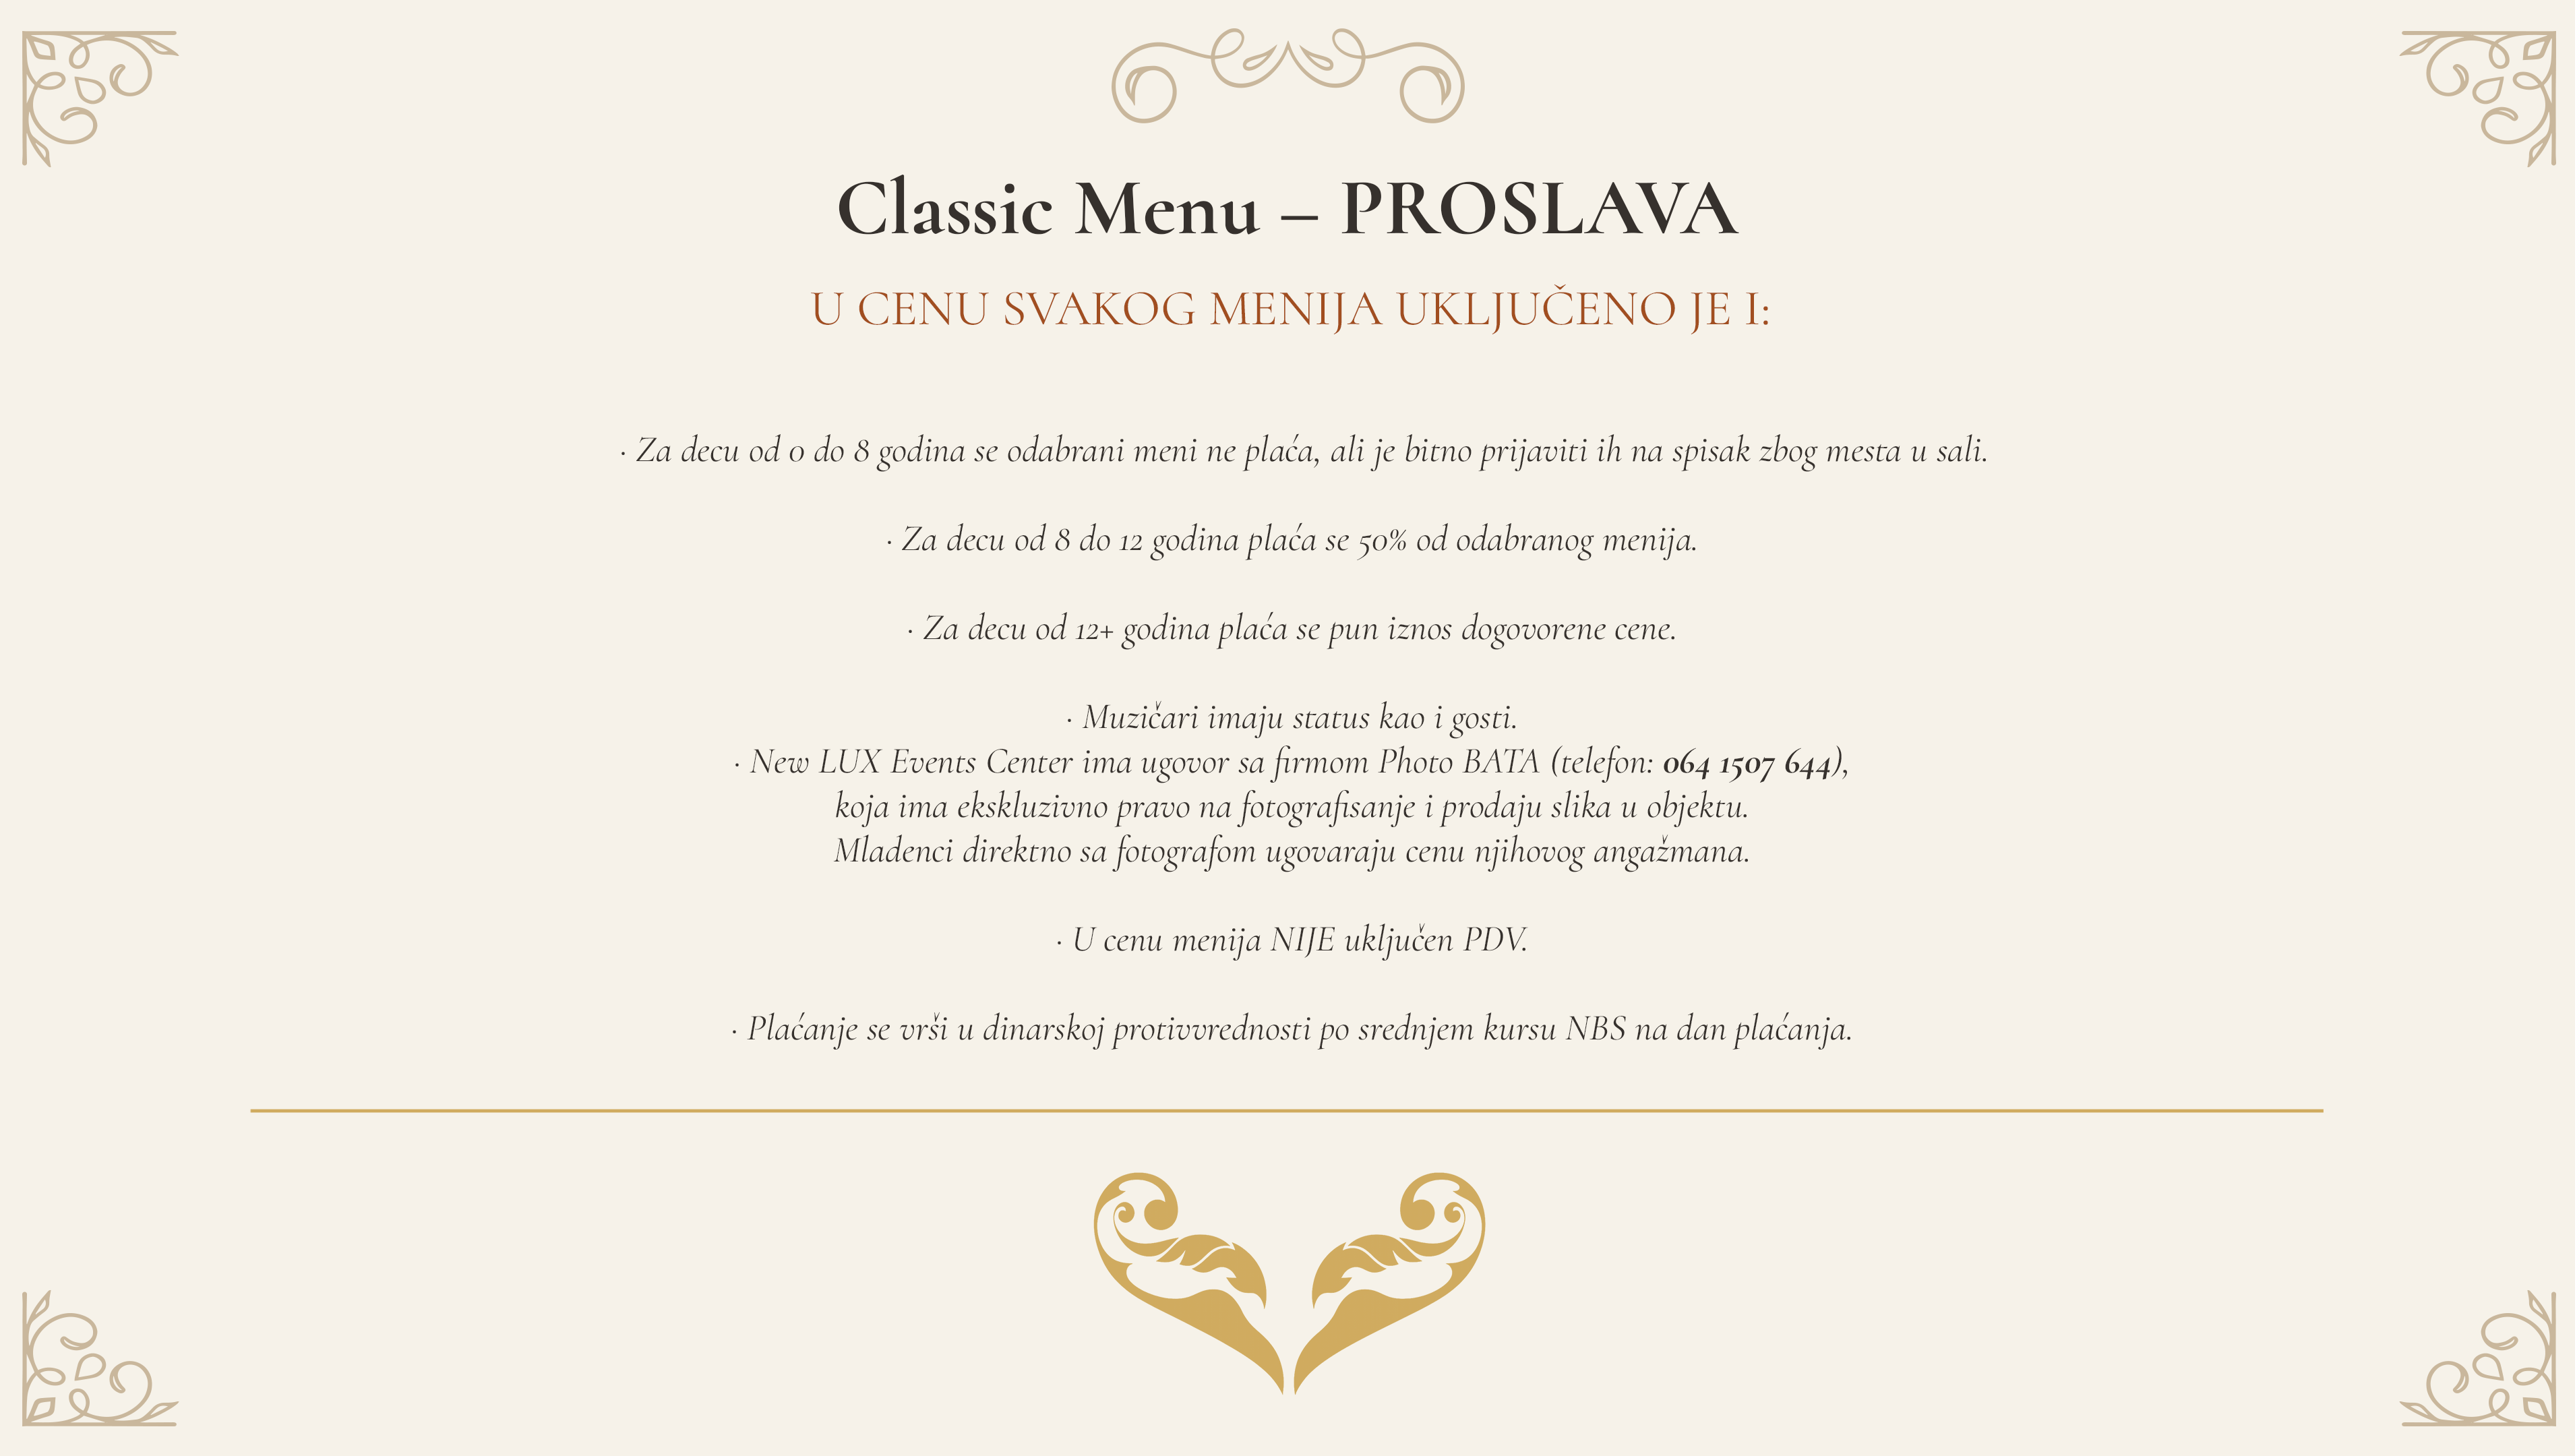 Classic Menu – PROSLAVA
U CENU SVAKOG MENIJA UKLJUČENO JE I:
· Za decu od 0 do 8 godina se odabrani meni ne plaća, ali je bitno prijaviti ih na spisak zbog mesta u sali.
· Za decu od 8 do 12 godina plaća se 50% od odabranog menija.
· Za decu od 12+ godina plaća se pun iznos dogovorene cene.
· Muzičari imaju status kao i gosti.
· New LUX Events Center ima ugovor sa firmom Photo BATA (telefon: 064 1507 644),
koja ima ekskluzivno pravo na fotografisanje i prodaju slika u objektu.
Mladenci direktno sa fotografom ugovaraju cenu njihovog angažmana.
· U cenu menija NIJE uključen PDV.
· Plaćanje se vrši u dinarskoj protivvrednosti po srednjem kursu NBS na dan plaćanja.